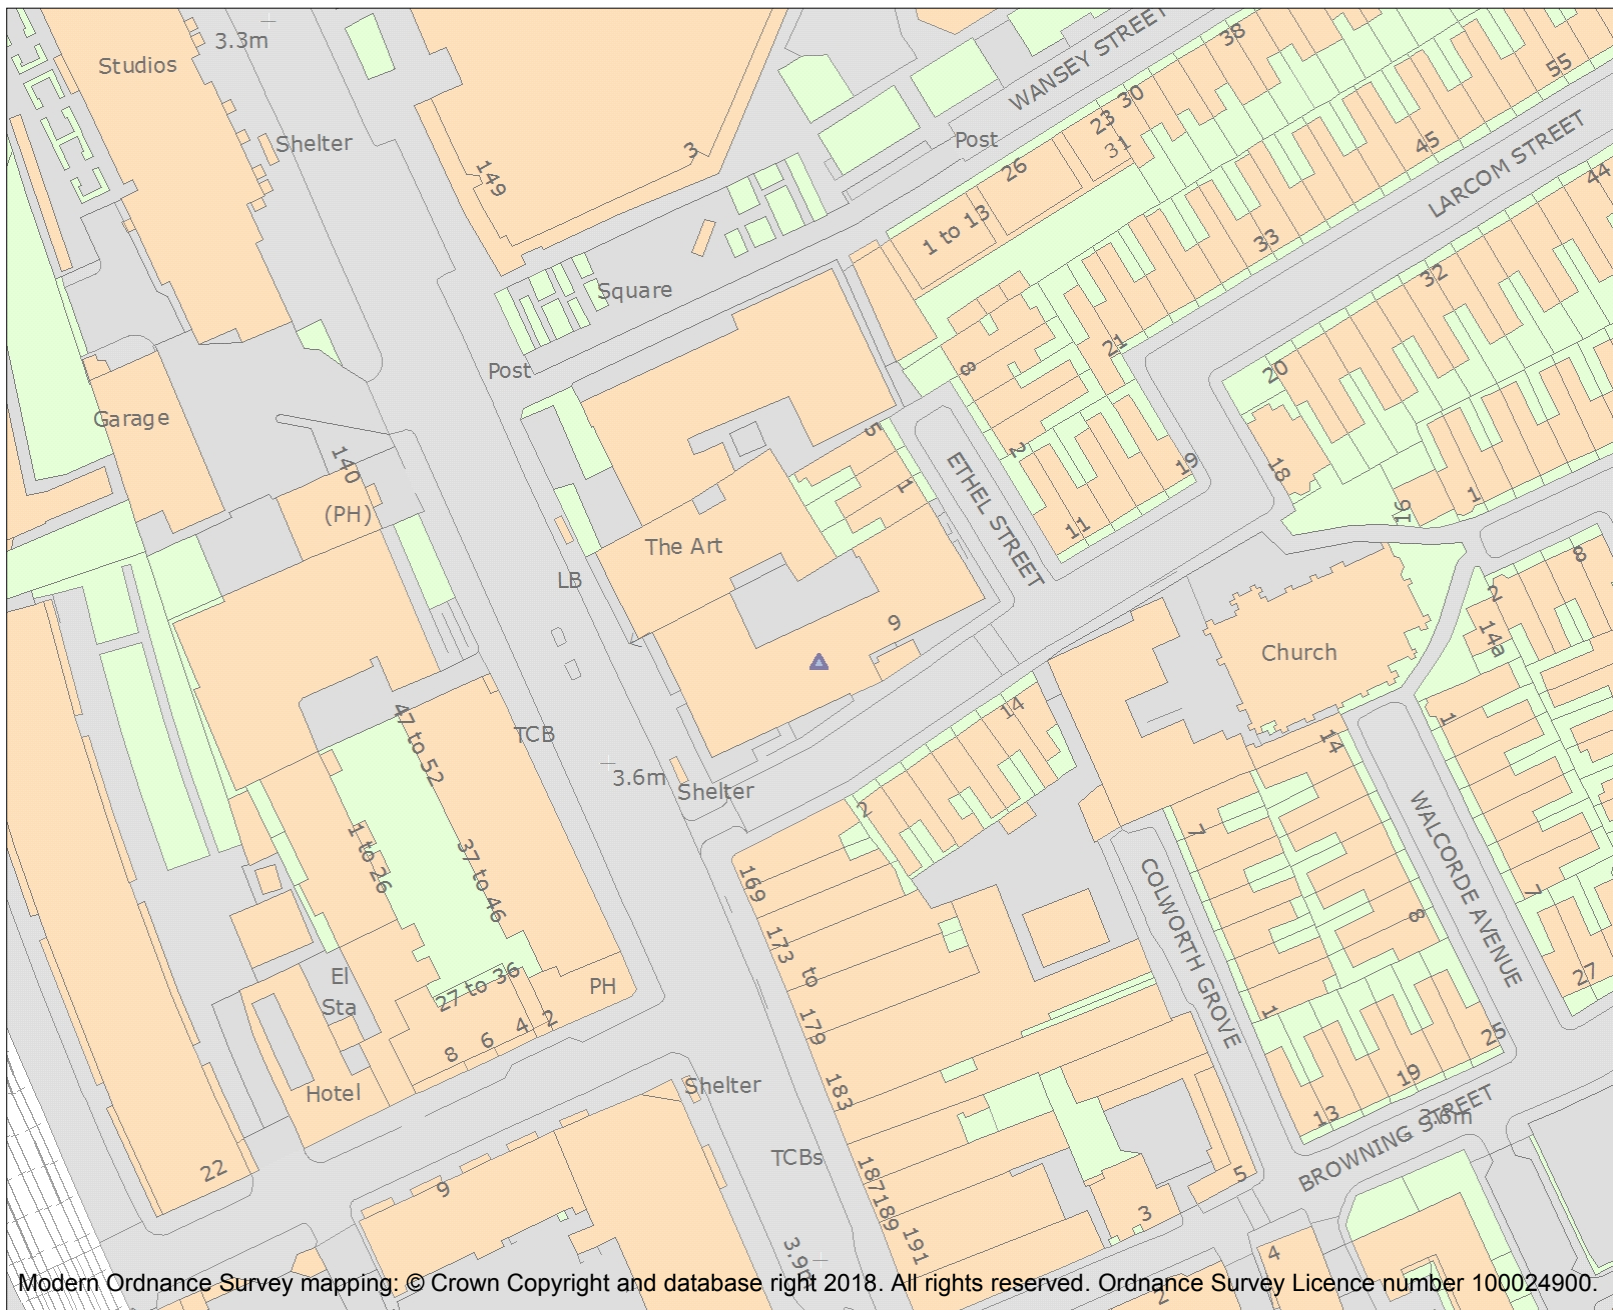 3.3m
Studios
Shelter
149
3
Post
WANSEY STREET
38
23
30
31
26
1 to 13
55
45
33
LARCOM STREET
44
32
Square
Post
21
20
8
2
Garage
140
(PH)
5
1
ETHEL STREET
19
11
18
16
1
The Art
LB
9
8
2
14a
Church
14
47 to 52
TCB
3.6m
Shelter
2
1
14
7
WALCORDE AVENUE
1 to 26
37 to 46
169
173 to 179
COLWORTH GROVE
8
7
27
El
Sta
27 to 36
PH
8
6
4
2
1
25
19
13
Hotel
Shelter
183
BROWNING STREET
3.6m
TCBs
22
9
187
189
191
5
3
4
2
3.9m
Modern Ordnance Survey mapping: © Crown Copyright and database right 2018. All rights reserved. Ordnance Survey Licence number 100024900.